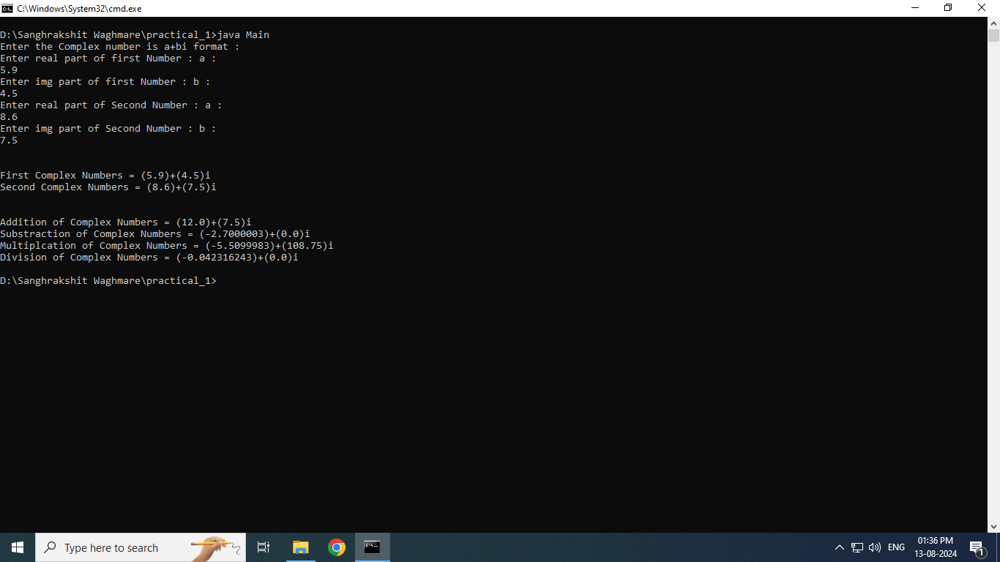 C:\Windows\System32\cmd.exe
D:\Sanghrakshit Waghmare\practical_1>java Main
Enter the Complex number is a+bi format :
Enter real part of first Number : a :
5.9
Enter img part of first Number : b :
4.5
Enter real part of Second Number : a :
8.6
Enter img part of Second Number : b :
7.5
First Complex Numbers = (5.9)+(4.5)i
Second Complex Numbers = (8.6)+(7.5)i
Addition of Complex Numbers = (12.0)+(7.5)i
Substraction of Complex Numbers = (-2.7000003)+(0.0)i
Multiplcation of Complex Numbers = (-5.5099983)+(108.75)i
Division of Complex Numbers = (-0.042316243)+(0.0)i
D:\Sanghrakshit Waghmare\practical_1>
Type here to search
ENG
01:36 PM
13-08-2024
1